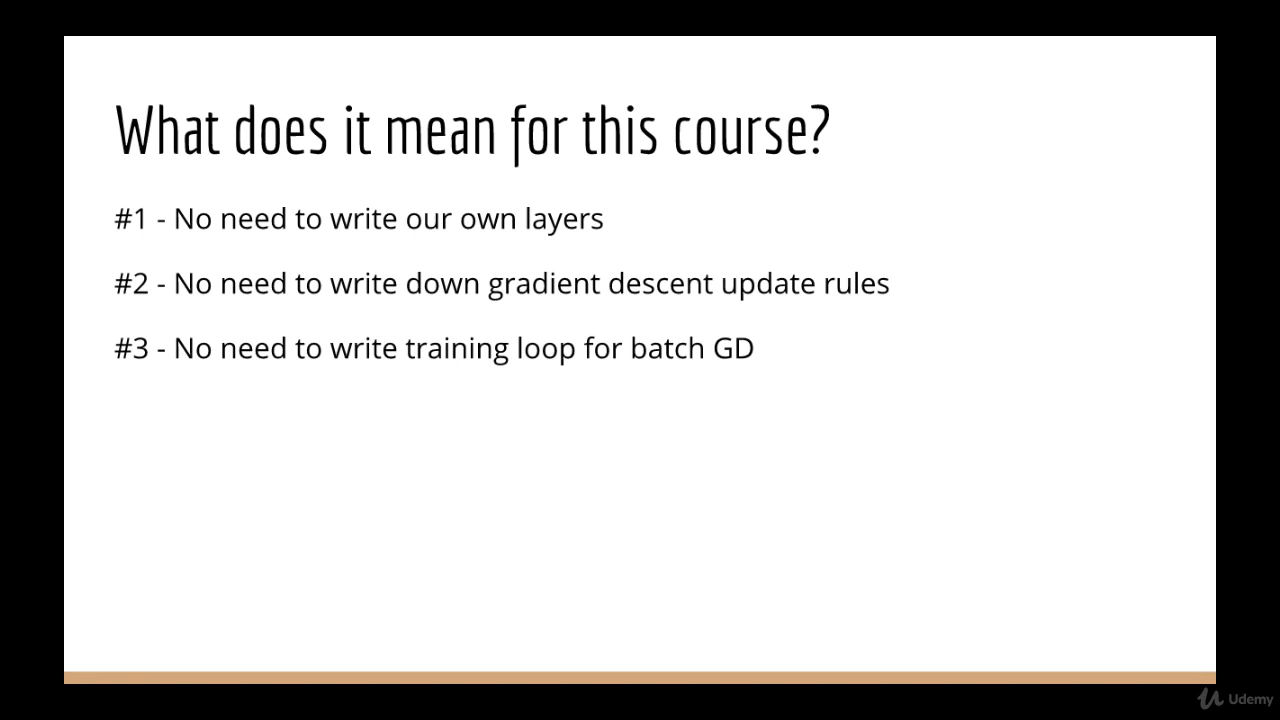 What does it mean for this course?
#1 - No need to write our own layers
#2 - No need to write down gradient descent update rules
#3 - No need to write training loop for batch GD
Udemy